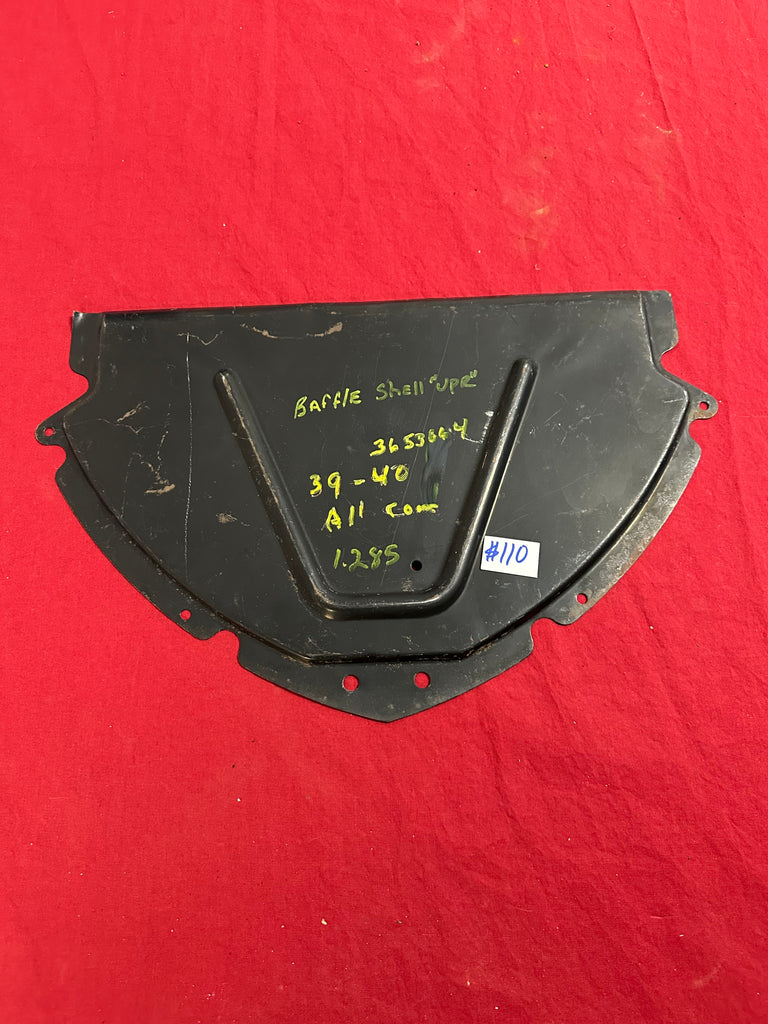 BAFFlE Shell "UPR"
3653664
39-40
All com
1.285
#110